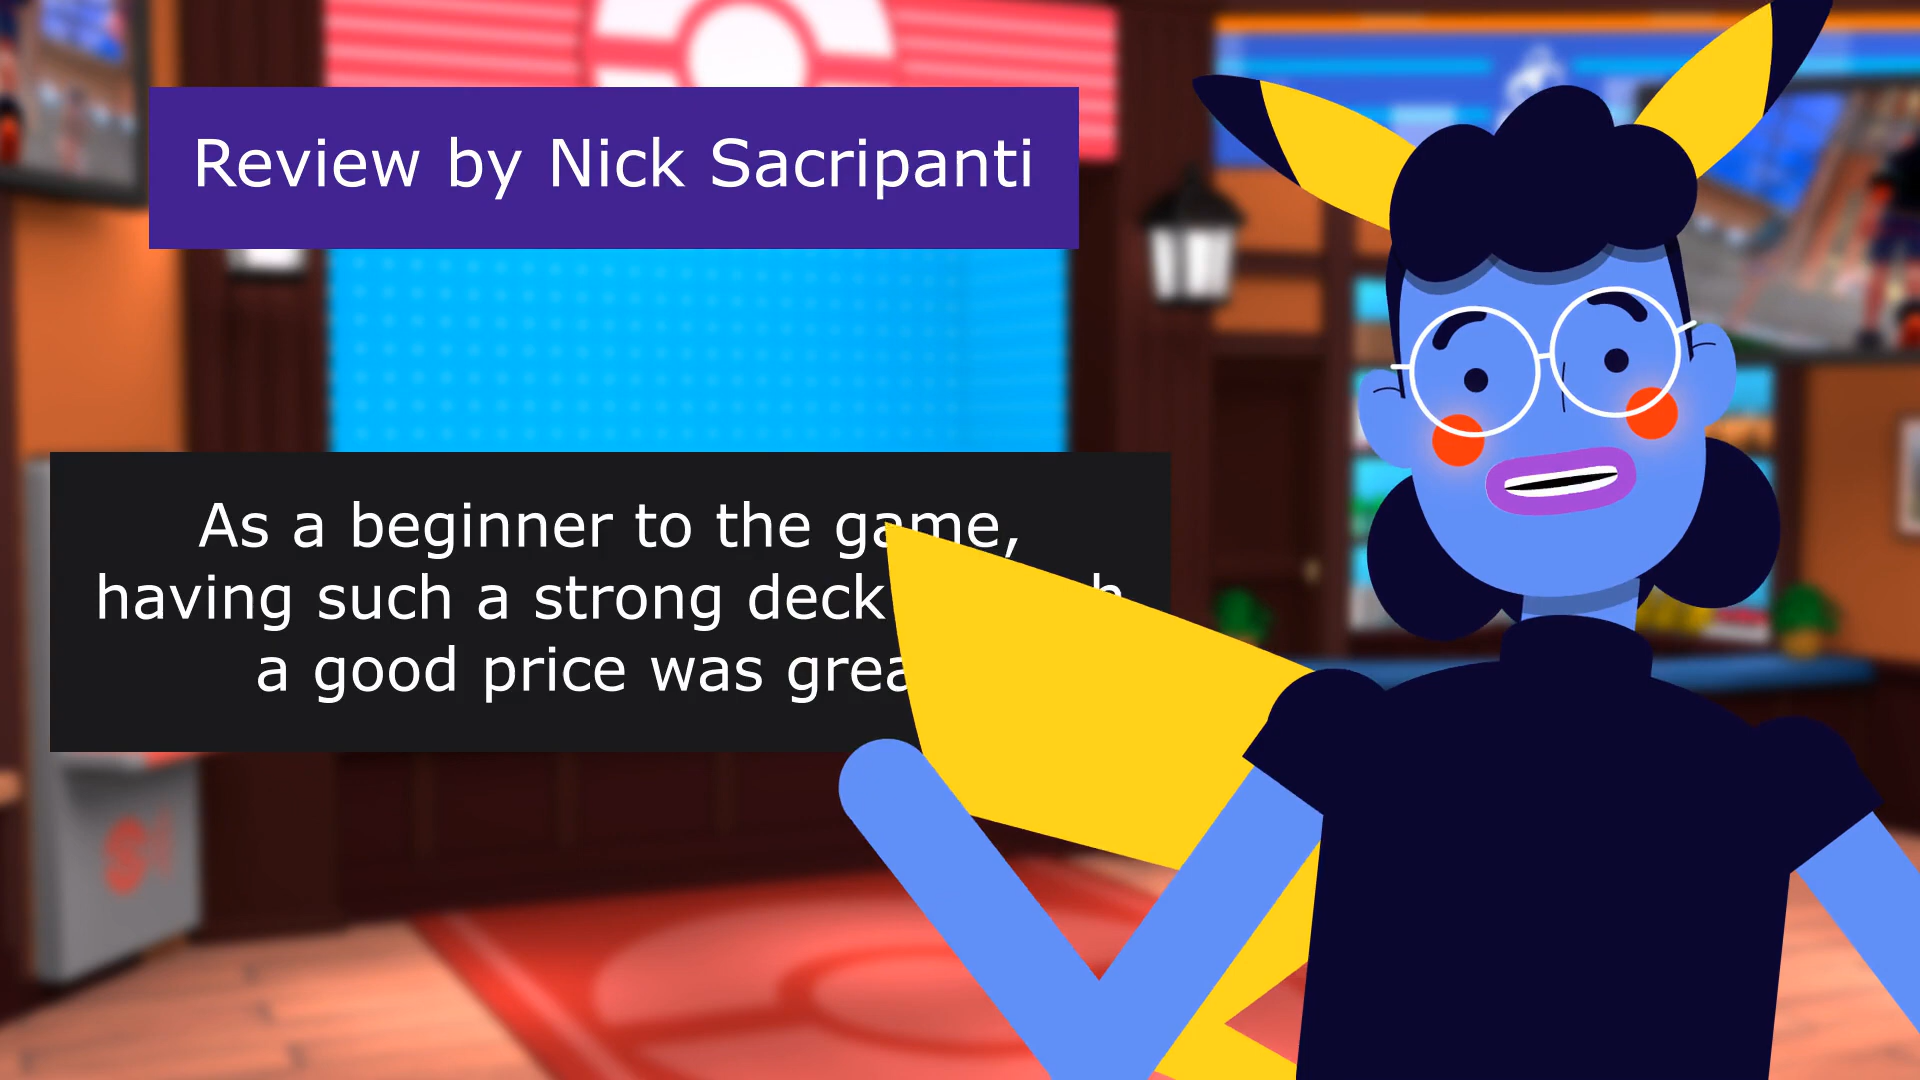 Review by Nick Sacripanti
As a beginner to the game,
having such a strong deck
a good price was